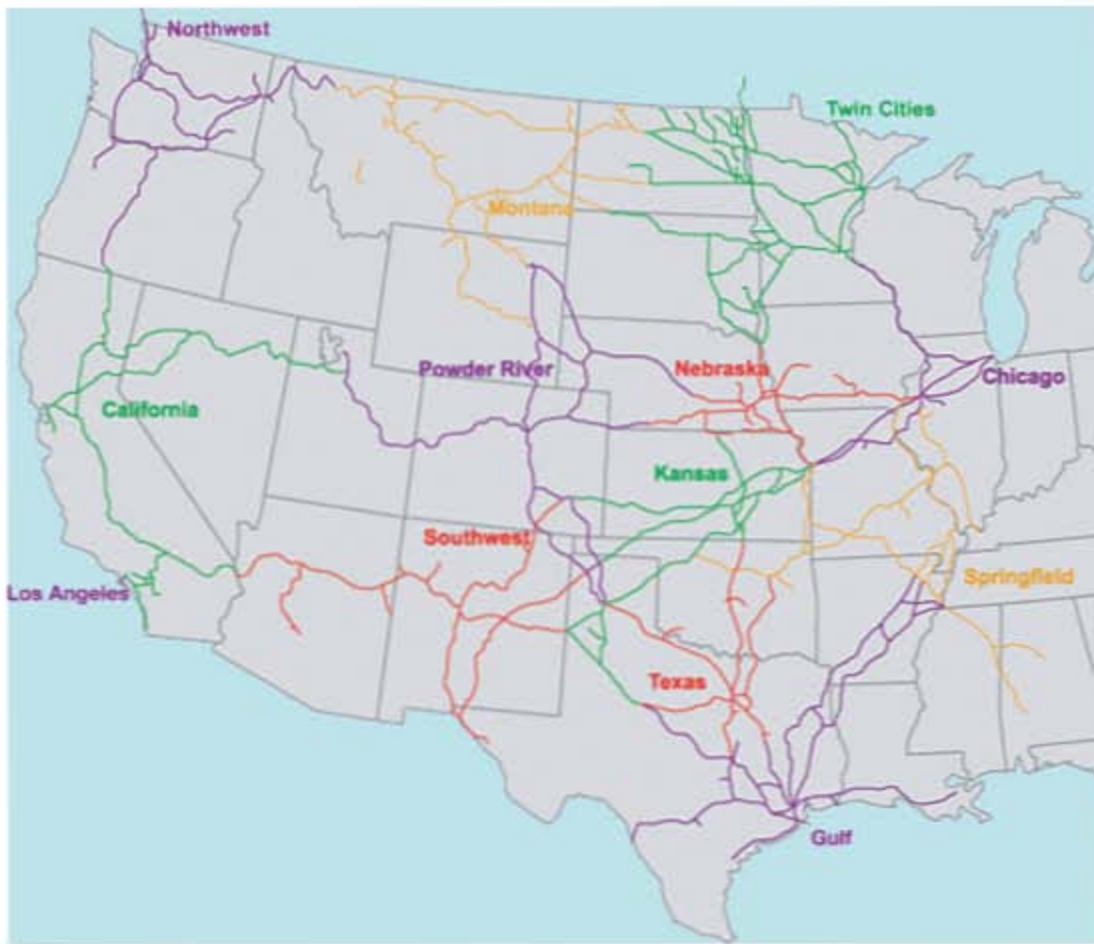 Northwest
Twin Cities
Montana
Powder River
Nebraska
Chicago
California
Kansas
Southwest
Los Angeles
Springfield
Texas
Gulf